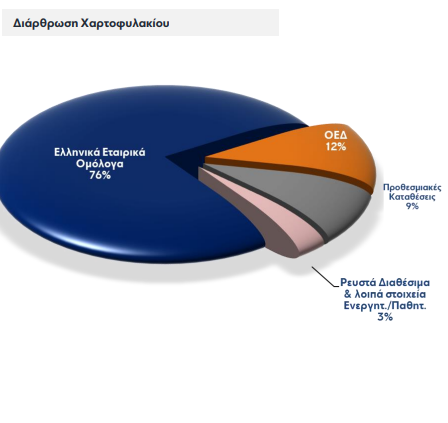 Διάρθρωση Χαρτοφυλακίου
ΟΕΔ
12%
Ελληνικά Εταιρικά
Ομόλογα
76%
Προθεσμιακές
Καταθέσεις
9%
Ρευστά Διαθέσιμα
& λοιπά στοιχεία
Ενεργητ./Παθητ.
3%